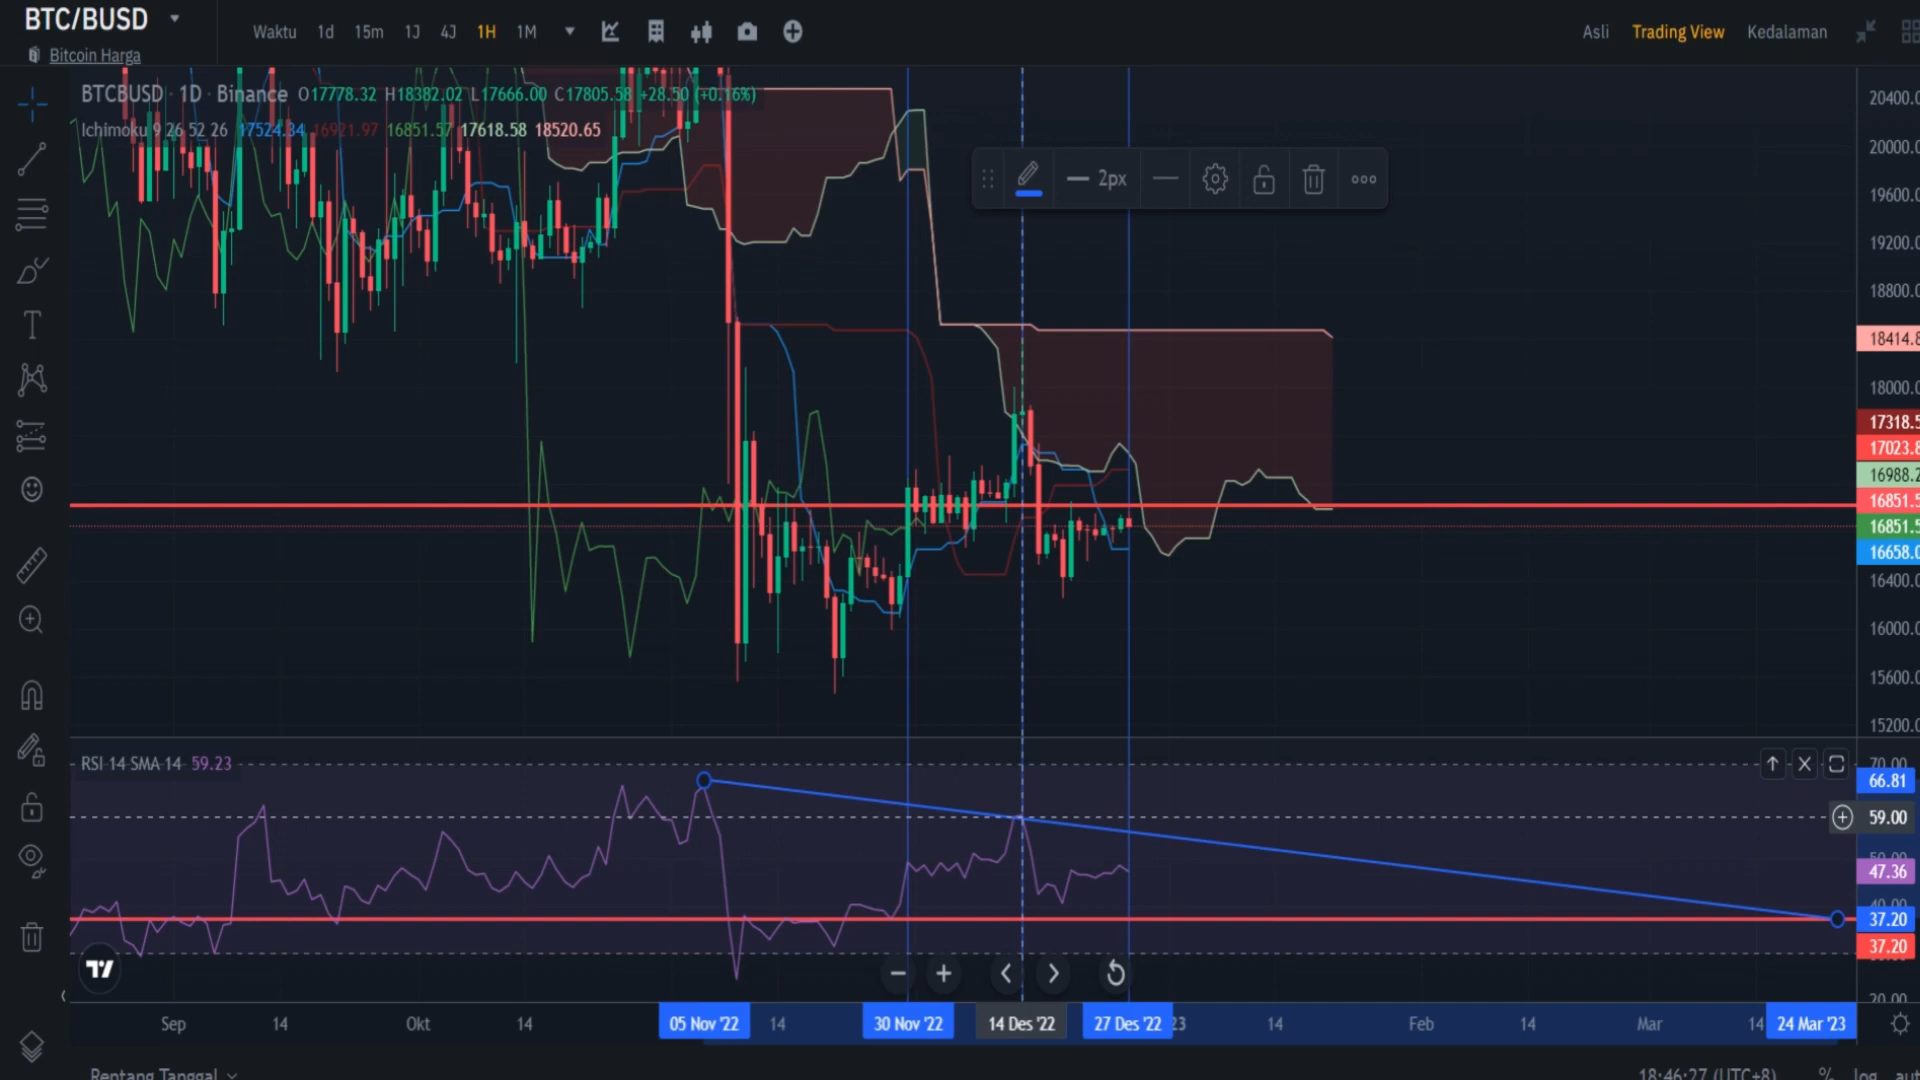 BTC/BUSD
Bitcoin Harga
Waktu 1d 15m 1J 4J 1H 1M
Asli Trading View Kedalaman
BTCBUSD · 1D · Binance O17778.32 H18382.02 L17666.00 C17805.58 +28.50 (+0.16%)
Ichimoku 9 26 52 26 17524.34 16921.97 16851.57 17618.58 18520.65
2px
20400.0
20000.0
19600.0
19200.0
18800.0
18414.8
18000.0
17318.5
17023.8
16988.2
16851.5
16851.5
16658.0
16400.0
16000.0
15600.0
15200.0
RSI 14 SMA 14 59.23
70.00
66.81
59.00
47.36
40.00
37.20
37.20
20.00
Sep 14 Okt 14 05 Nov '22 14 30 Nov '22 14 Des '22 27 Des '22 23 14 Feb 14 Mar 14 24 Mar '23
Rentang Tanggal
18:46:27 (UTC+8) % log aut